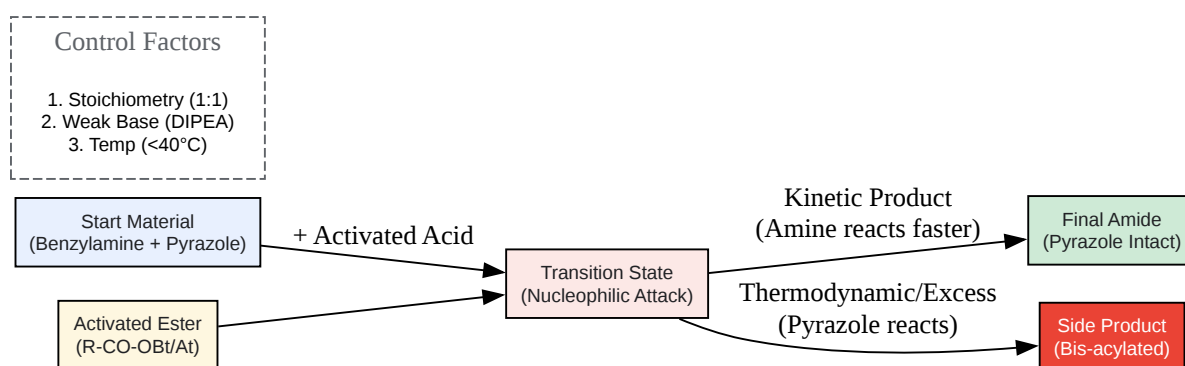 Control Factors
1. Stoichiometry (1:1)
2. Weak Base (DIPEA)
3. Temp (<40°C)
Start Material
(Benzylamine + Pyrazole)
+ Activated Acid
Activated Ester
(R-CO-OBt/At)
Transition State
(Nucleophilic Attack)
Kinetic Product
(Amine reacts faster)
Thermodynamic/Excess
(Pyrazole reacts)
Final Amide
(Pyrazole Intact)
Side Product
(Bis-acylated)